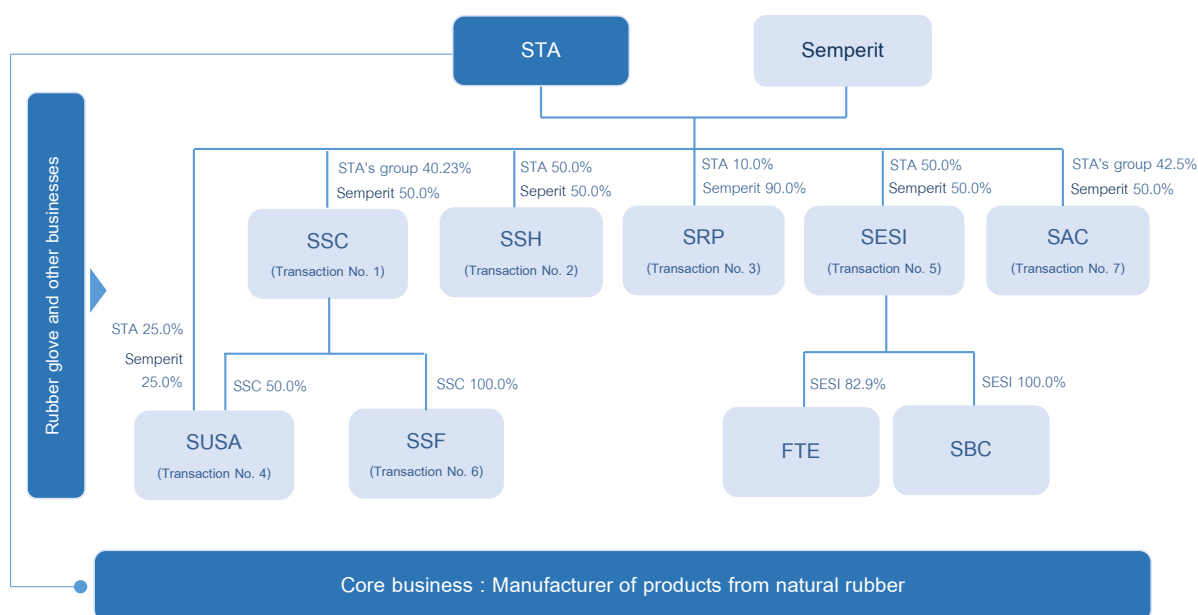 STA
Semperit
Rubber glove and other businesses
STA's group 40.23%
Semperit 50.0%
STA 50.0%
Seperit 50.0%
STA 10.0%
Semperit 90.0%
STA 50.0%
Semperit 50.0%
STA's group 42.5%
Semperit 50.0%
SSC
(Transaction No. 1)
SSH
(Transaction No. 2)
SRP
(Transaction No. 3)
SESI
(Transaction No. 5)
SAC
(Transaction No. 7)
STA 25.0%
Semperit
25.0%
SSC 50.0%
SSC 100.0%
SESI 82.9%
SESI 100.0%
SUSA
(Transaction No. 4)
SSF
(Transaction No. 6)
FTE
SBC
Core business : Manufacturer of products from natural rubber